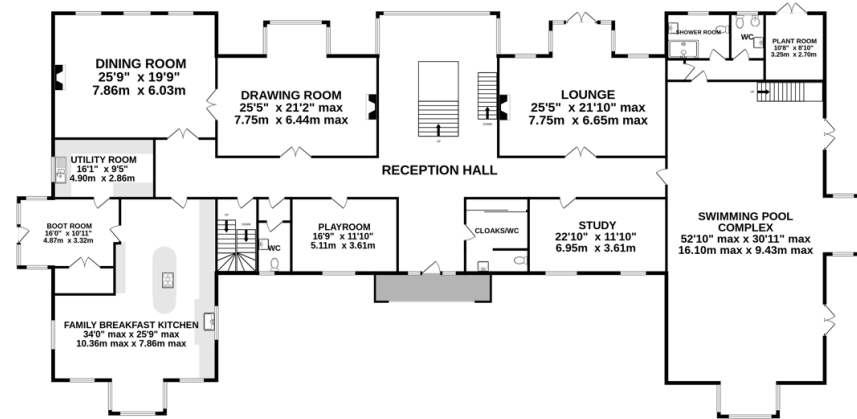 DINING ROOM
25'9" x 19'9"
7.86m x 6.03m
DRAWING ROOM
25'5" x 21'2" max
7.75m x 6.44m max
UP
DOWN
LOUNGE
25'5" x 21'10" max
7.75m x 6.65m max
SHOWER ROOM
WC
PLANT ROOM
10'8" x 8'10"
3.25m x 2.70m
UP
UTILITY ROOM
16'1" x 9'5"
4.90m x 2.86m
RECEPTION HALL
BOOT ROOM
16'0" x 10'11"
4.87m x 3.32m
UP
DOWN
WC
PLAYROOM
16'9" x 11'10"
5.11m x 3.61m
CLOAKS/WC
STUDY
22'10" x 11'10"
6.95m x 3.61m
SWIMMING POOL
COMPLEX
52'10" max x 30'11" max
16.10m x 9.43m max
FAMILY BREAKFAST KITCHEN
34'0" max x 25'9" max
10.36m max x 7.86m max